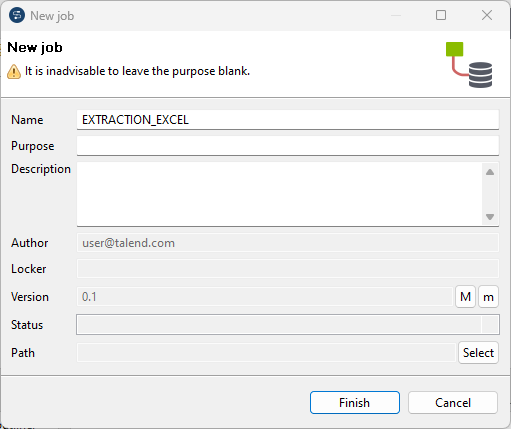 New job
New job
It is inadvisable to leave the purpose blank.
Name EXTRACTION_EXCEL
Purpose
Description
Author user@talend.com
Locker
Version 0.1 M m
Status
Path Select
Finish Cancel